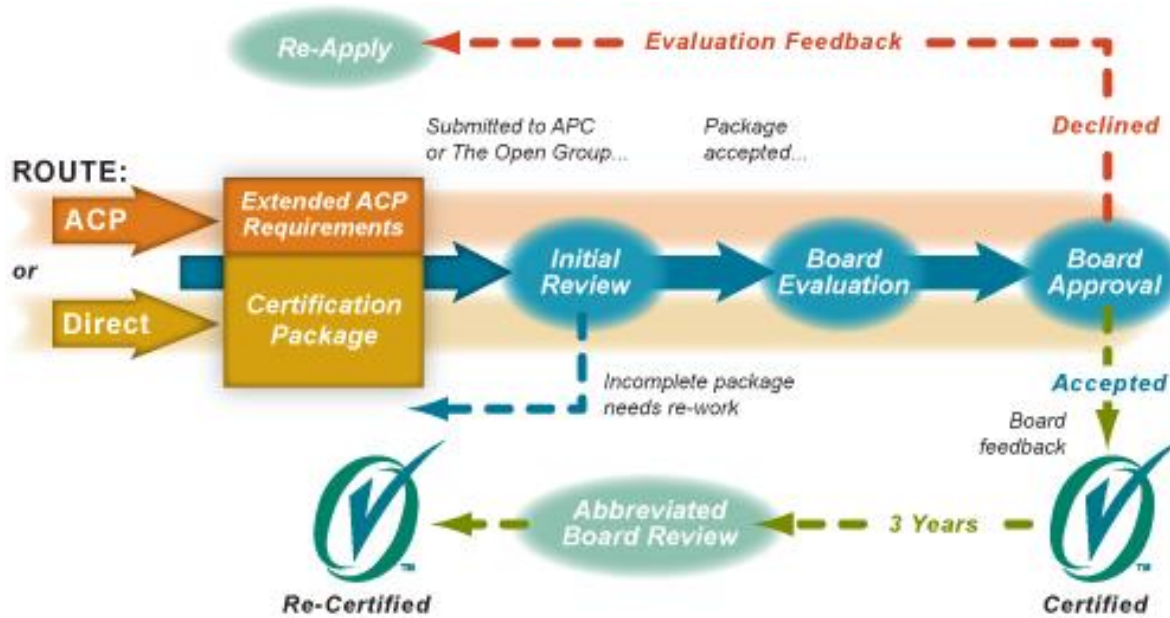 Re-Apply
Evaluation Feedback
Submitted to APC
or The Open Group...
Package
accepted...
Declined
ROUTE:
ACP
Extended ACP
Requirements
or
Initial
Review
Board
Evaluation
Board
Approval
Direct
Certification
Package
Incomplete package
needs re-work
Accepted
Board
feedback
Abbreviated
Board Review
3 Years
TM
TM
Re-Certified
Certified